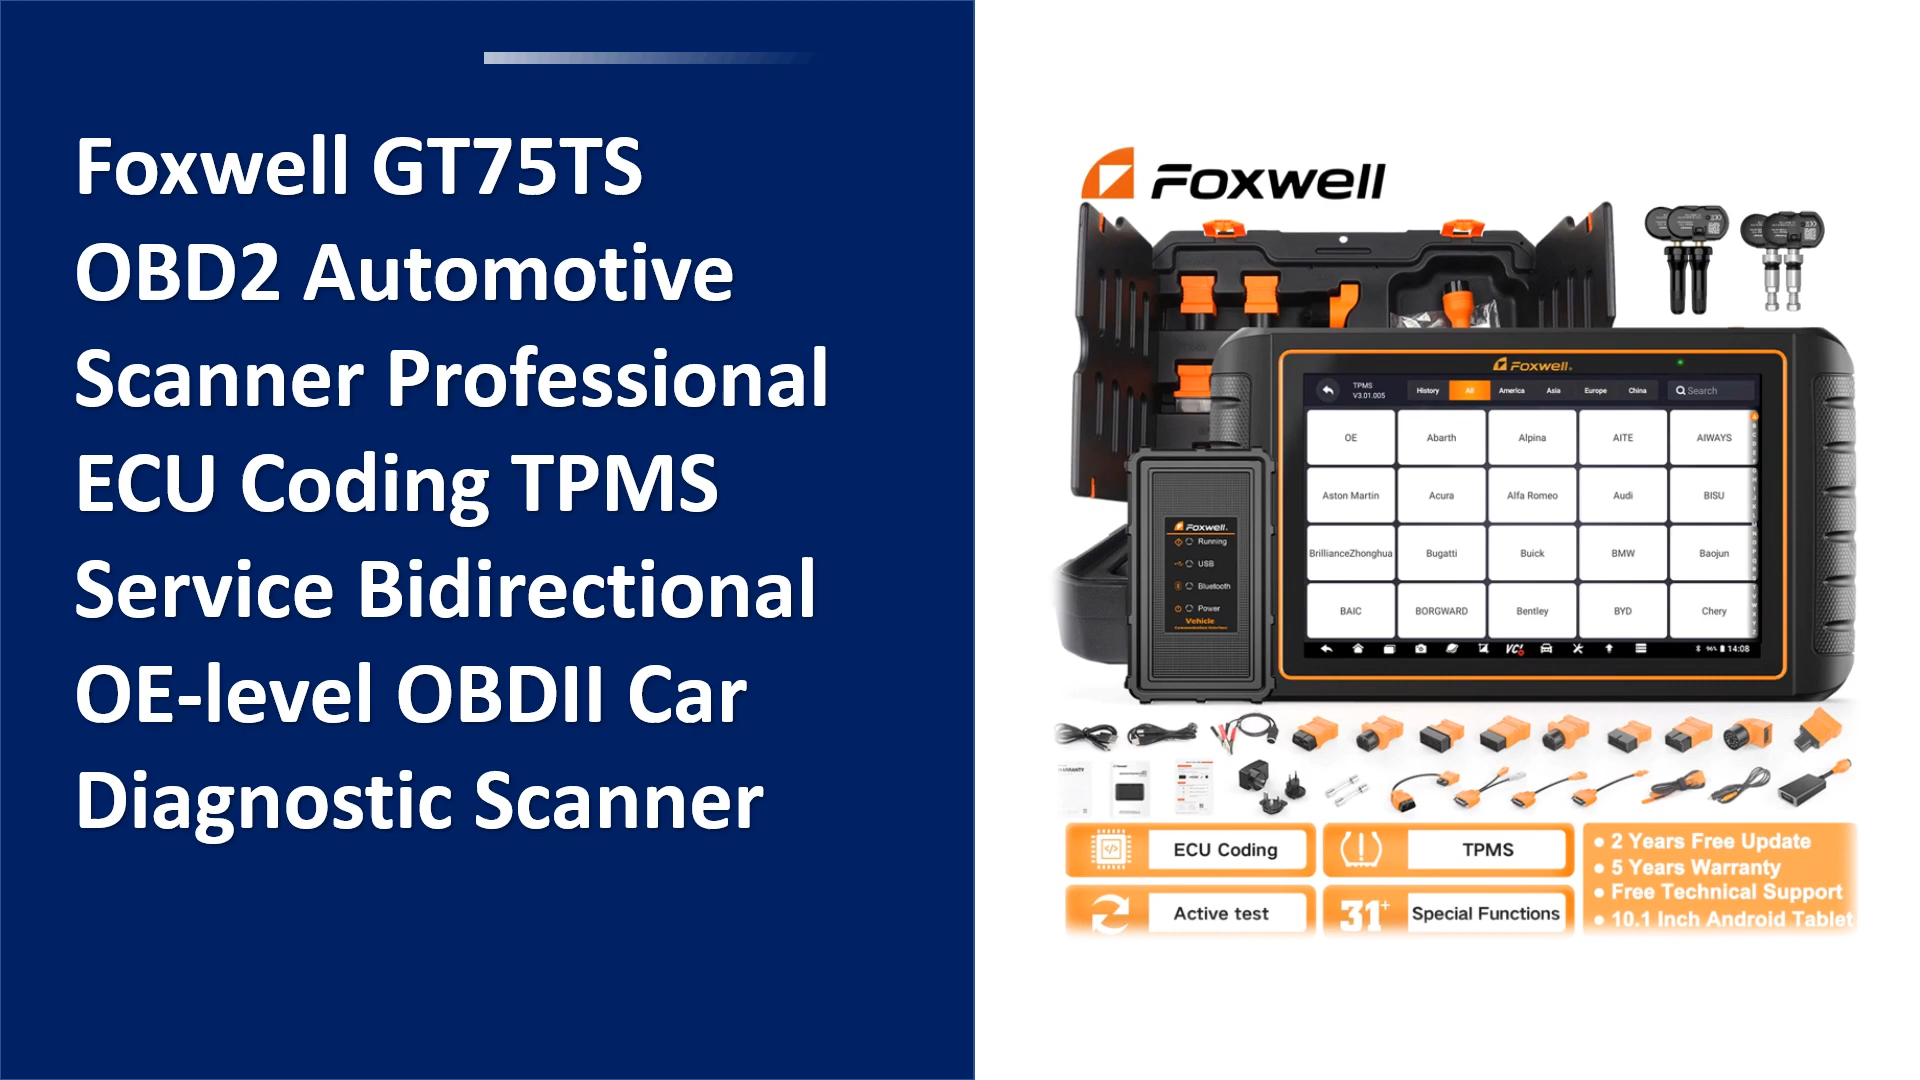 Foxwell GT75TS
OBD2 Automotive
Scanner Professional
ECU Coding TPMS
Service Bidirectional
OE-level OBDII Car
Diagnostic Scanner
Foxwell
Foxwell
TPMS
V3.01.005
History All America Asia Europe China Search
OE Abarth Alpina AITE AIWAYS
Aston Martin Acura Alfa Romeo Audi BISU
BrillianceZhonghua Bugatti Buick BMW Baojun
BAIC BORGWARD Bentley BYD Chery
VCI 96% 14:08
Foxwell
Running
USB
Bluetooth
Power
Vehicle
Communication Interface
ECU Coding
TPMS
Active test
31+ Special Functions
• 2 Years Free Update
• 5 Years Warranty
• Free Technical Support
• 10.1 Inch Android Tablet